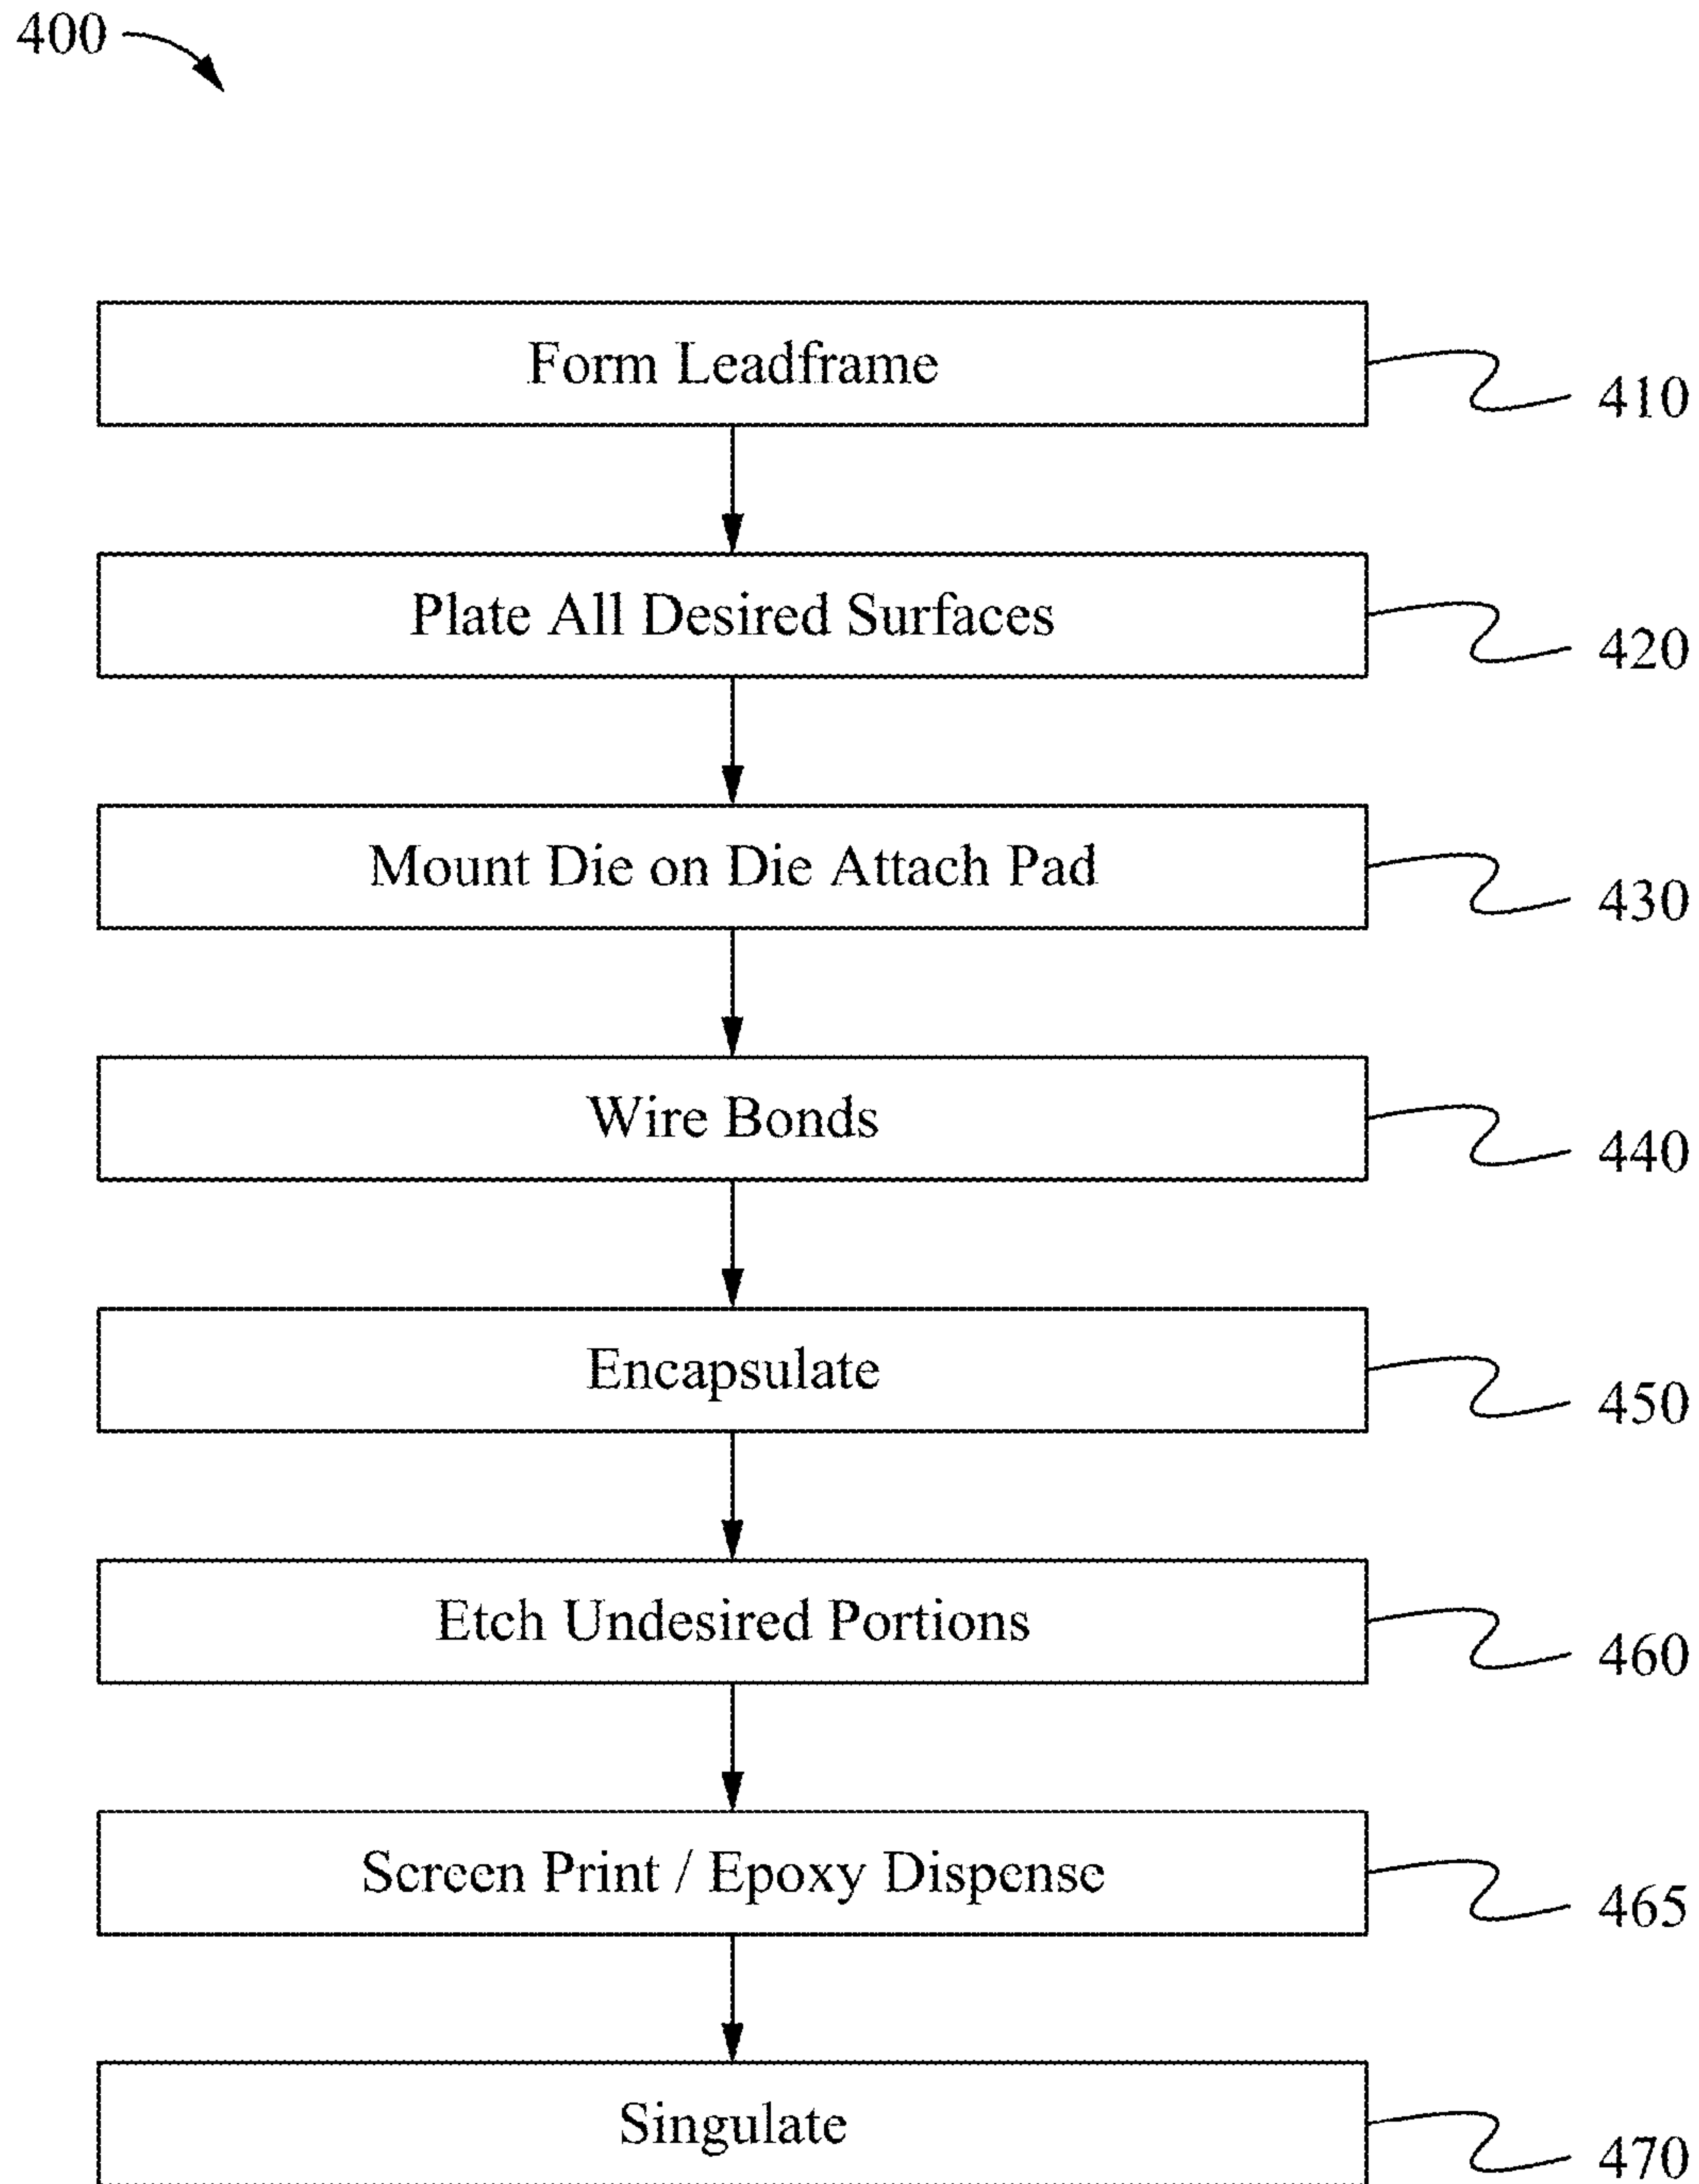 400
Form Leadframe
410
Plate All Desired Surfaces
420
Mount Die on Die Attach Pad
430
Wire Bonds
440
Encapsulate
450
Etch Undesired Portions
460
Screen Print / Epoxy Dispense
465
Singulate
470